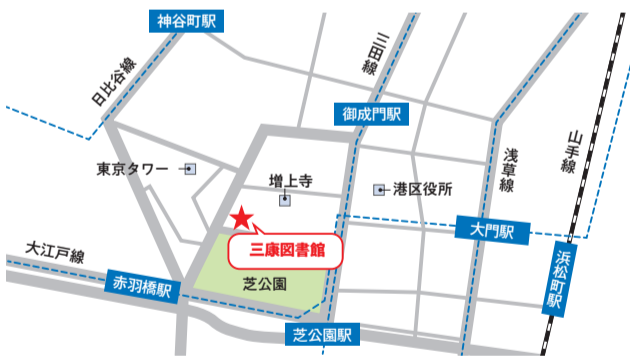 神谷町駅
日比谷線
三田線
御成門駅
浅草線
山手線
東京タワー
増上寺
港区役所
大門駅
三康図書館
大江戸線
浜松町駅
赤羽橋駅
芝公園
芝公園駅